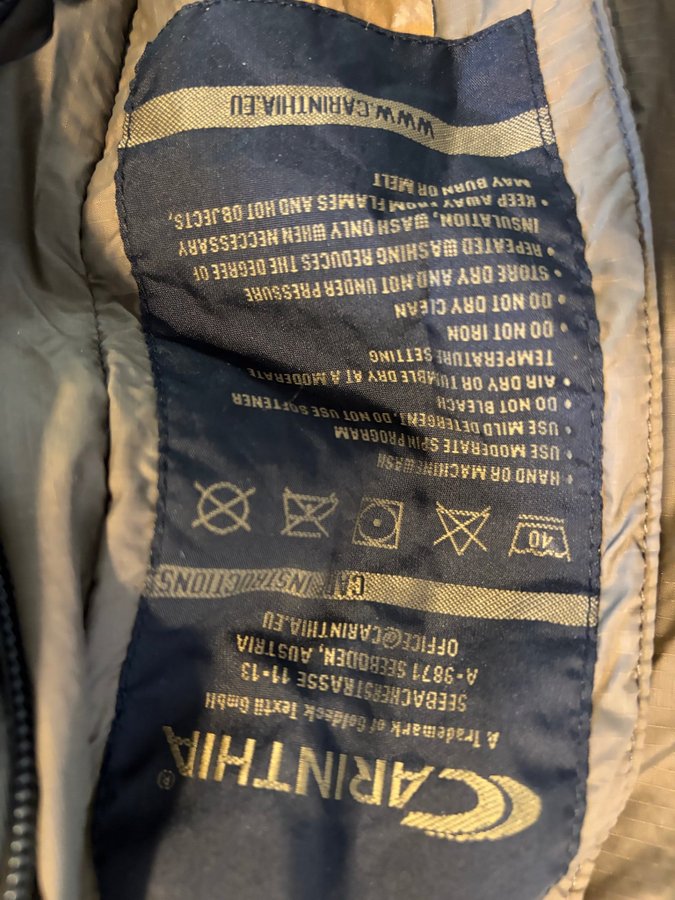 CARINTHIA®
A Trademark of Goldeck Textil GmbH
SEEBACHERSTRASSE 11-13
A-9871 SEEBODEN, AUSTRIA
OFFICE@CARINTHIA.EU
CARE INSTRUCTIONS
40
• HAND OR MACHINE WASH
• USE MODERATE SPIN PROGRAM
• USE MILD DETERGENT, DO NOT USE SOFTENER
• DO NOT BLEACH
• AIR DRY OR TUMBLE DRY AT A MODERATE
TEMPERATURE SETTING
• DO NOT IRON
• DO NOT DRY CLEAN
• STORE DRY AND NOT UNDER PRESSURE
• REPEATED WASHING REDUCES THE DEGREE OF
INSULATION, WASH ONLY WHEN NECCESSARY
• KEEP AWAY FROM FLAMES AND HOT OBJECTS,
MAY BURN OR MELT
WWW.CARINTHIA.EU